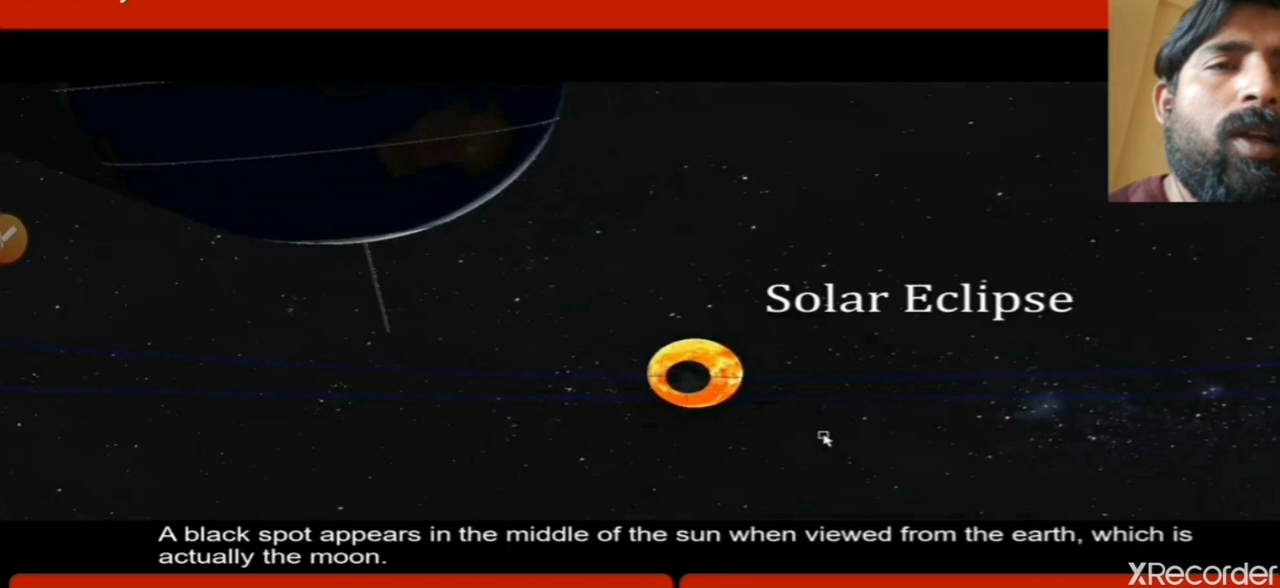 Solar Eclipse
A black spot appears in the middle of the sun when viewed from the earth, which is
actually the moon.
XRecorder